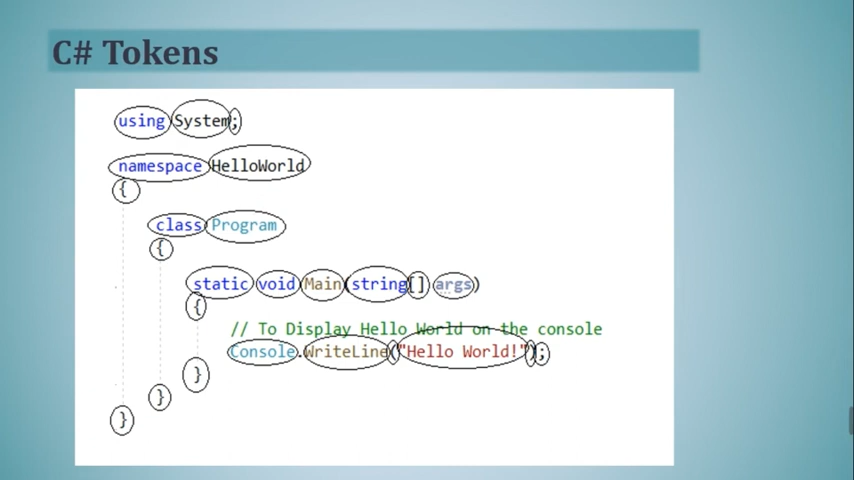 C# Tokens
using System;
namespace HelloWorld
{
class Program
{
static void Main(string[] args)
{
// To Display Hello World on the console
Console.WriteLine("Hello World!");
}
}
}